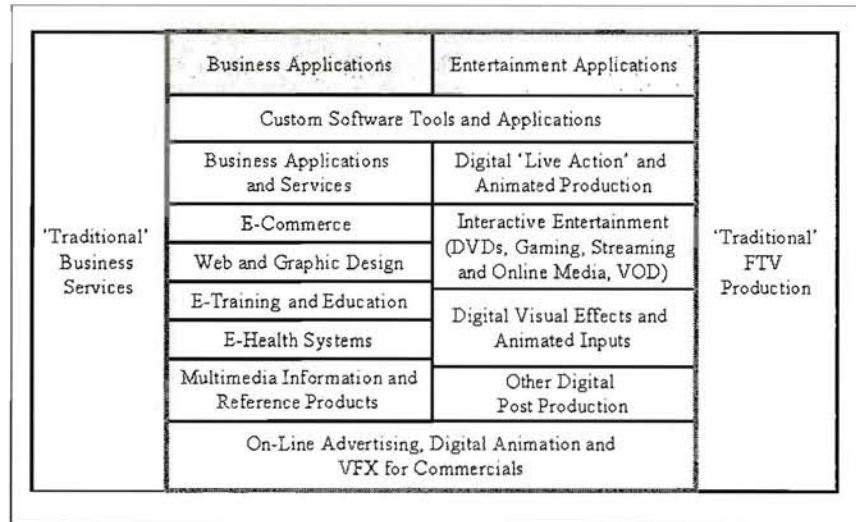 'Traditional'
Business
Services
Business Applications
Entertainment Applications
Custom Software Tools and Applications
Business Applications
and Services
E-Commerce
Web and Graphic Design
E-Training and Education
E-Health Systems
Multimedia Information and
Reference Products
Digital 'Live Action' and
Animated Production
Interactive Entertainment
(DVDs, Gaming, Streaming
and Online Media, VOD)
Digital Visual Effects and
Animated Inputs
Other Digital
Post Production
On-Line Advertising, Digital Animation and
VFX for Commercials
'Traditional'
FTV
Production